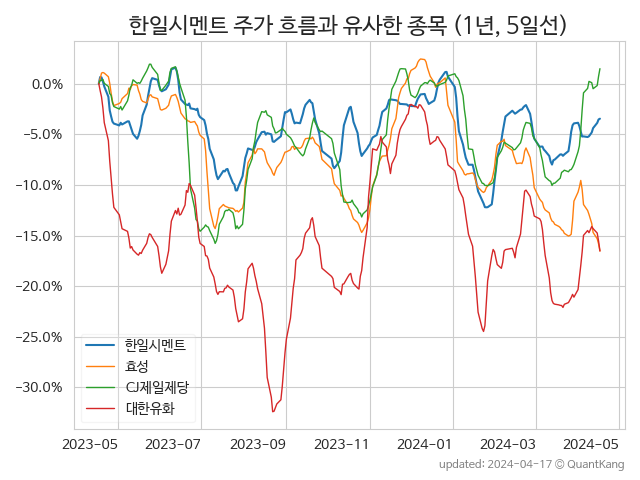 한일시멘트 주가 흐름과 유사한 종목 (1년, 5일선)
0.0%
−5.0%
−10.0%
−15.0%
−20.0%
−25.0%
−30.0%
한일시멘트
효성
CJ제일제당
대한유화
2023-05 2023-07 2023-09 2023-11 2024-01 2024-03 2024-05
updated: 2024-04-17 © QuantKang